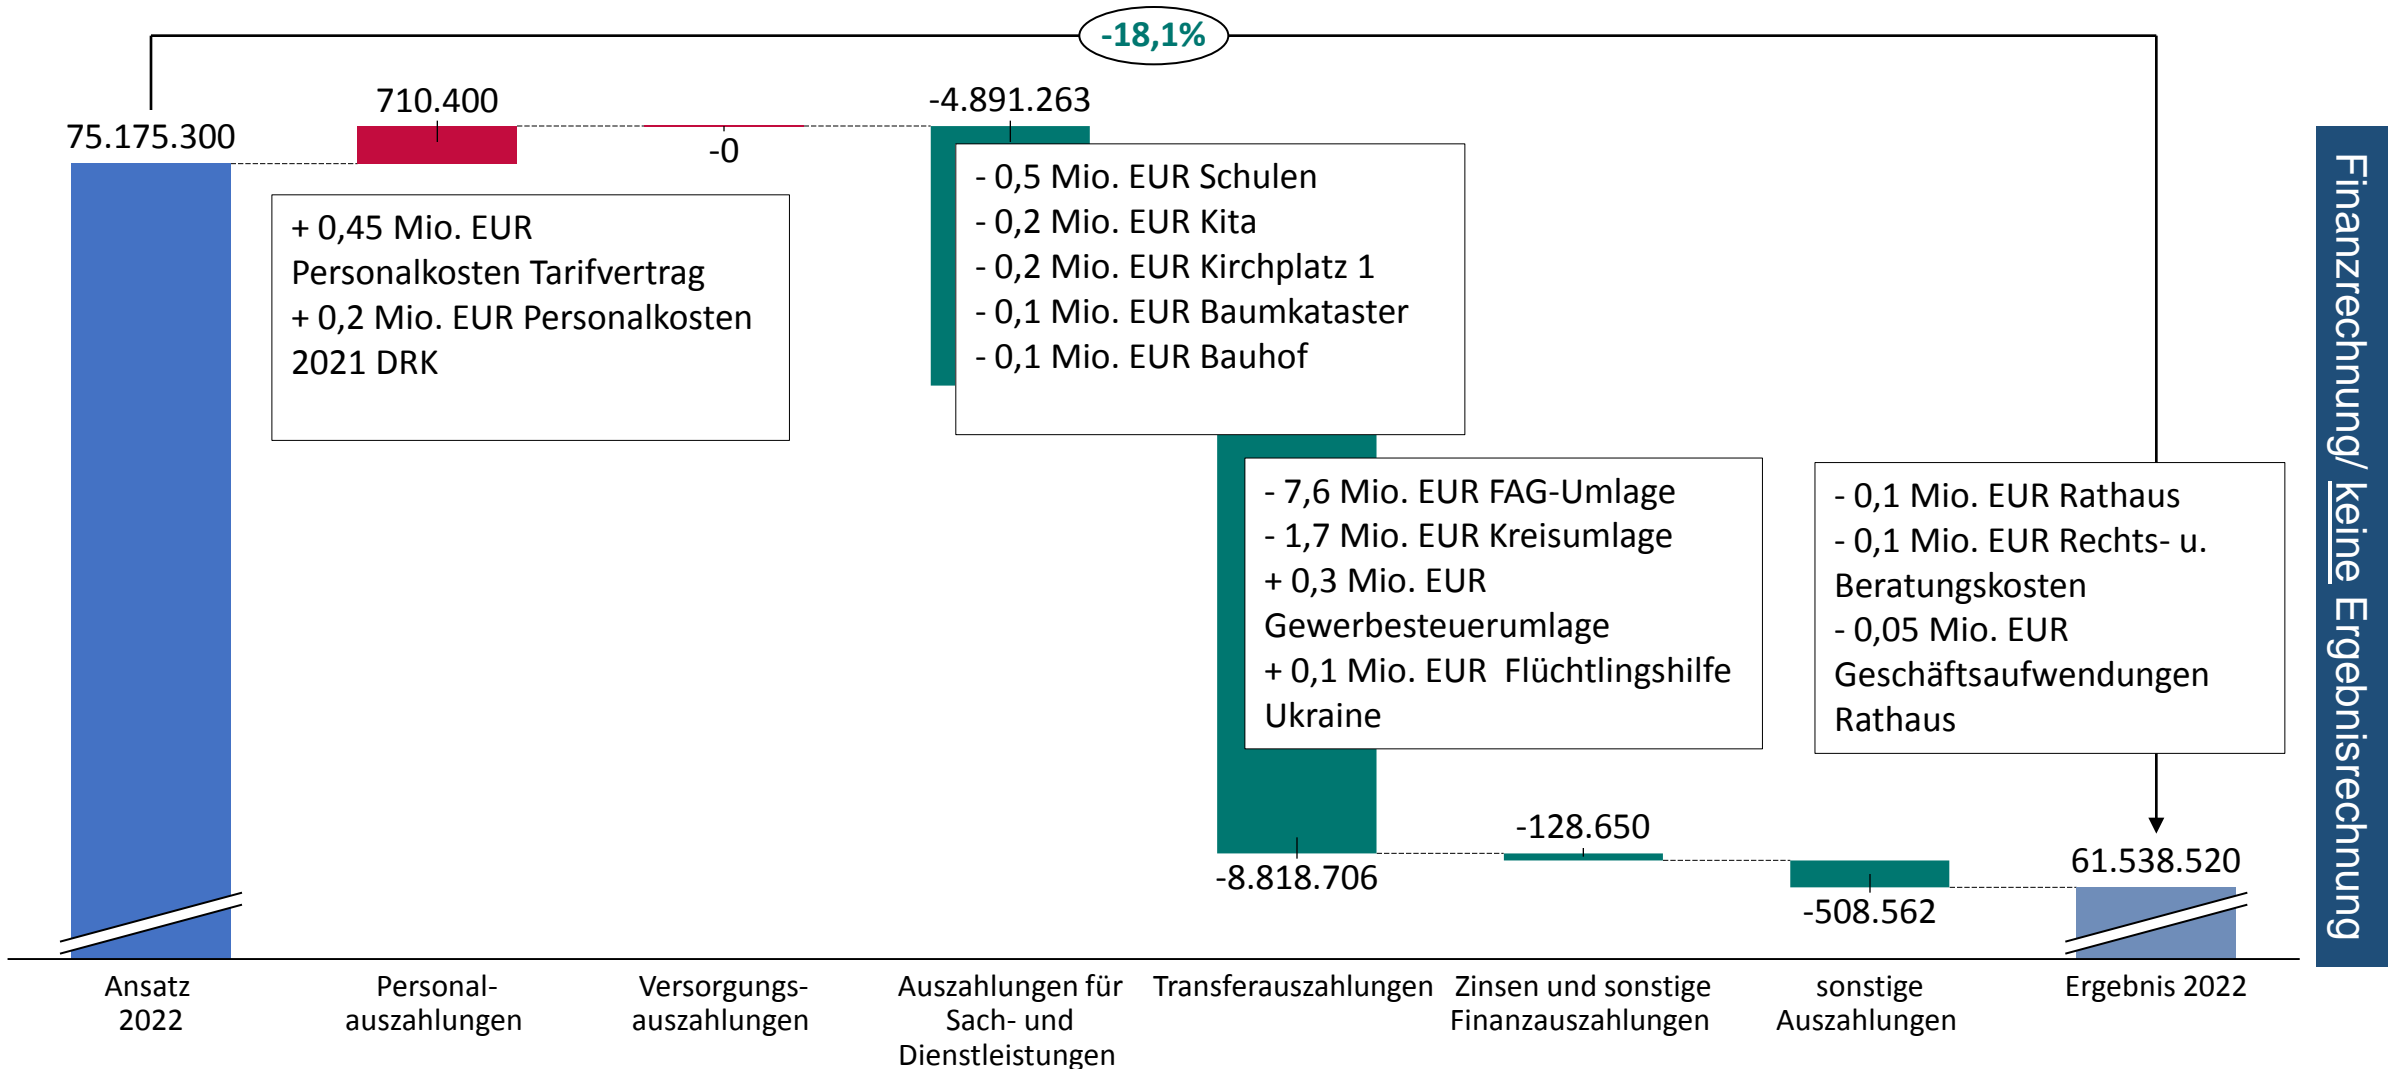 -18,1%
75.175.300
710.400
-0
-4.891.263
+ 0,45 Mio. EUR
Personalkosten Tarifvertrag
+ 0,2 Mio. EUR Personalkosten
2021 DRK
- 0,5 Mio. EUR Schulen
- 0,2 Mio. EUR Kita
- 0,2 Mio. EUR Kirchplatz 1
- 0,1 Mio. EUR Baumkataster
- 0,1 Mio. EUR Bauhof
- 7,6 Mio. EUR FAG-Umlage
- 1,7 Mio. EUR Kreisumlage
+ 0,3 Mio. EUR
Gewerbesteuerumlage
+ 0,1 Mio. EUR  Flüchtlingshilfe
Ukraine
- 0,1 Mio. EUR Rathaus
- 0,1 Mio. EUR Rechts- u.
Beratungskosten
- 0,05 Mio. EUR
Geschäftsaufwendungen
Rathaus
-8.818.706
-128.650
-508.562
61.538.520
Ansatz
2022
Personal-
auszahlungen
Versorgungs-
auszahlungen
Auszahlungen für
Sach- und
Dienstleistungen
Transferauszahlungen
Zinsen und sonstige
Finanzauszahlungen
sonstige
Auszahlungen
Ergebnis 2022
Finanzrechnung/ keine Ergebnisrechnung